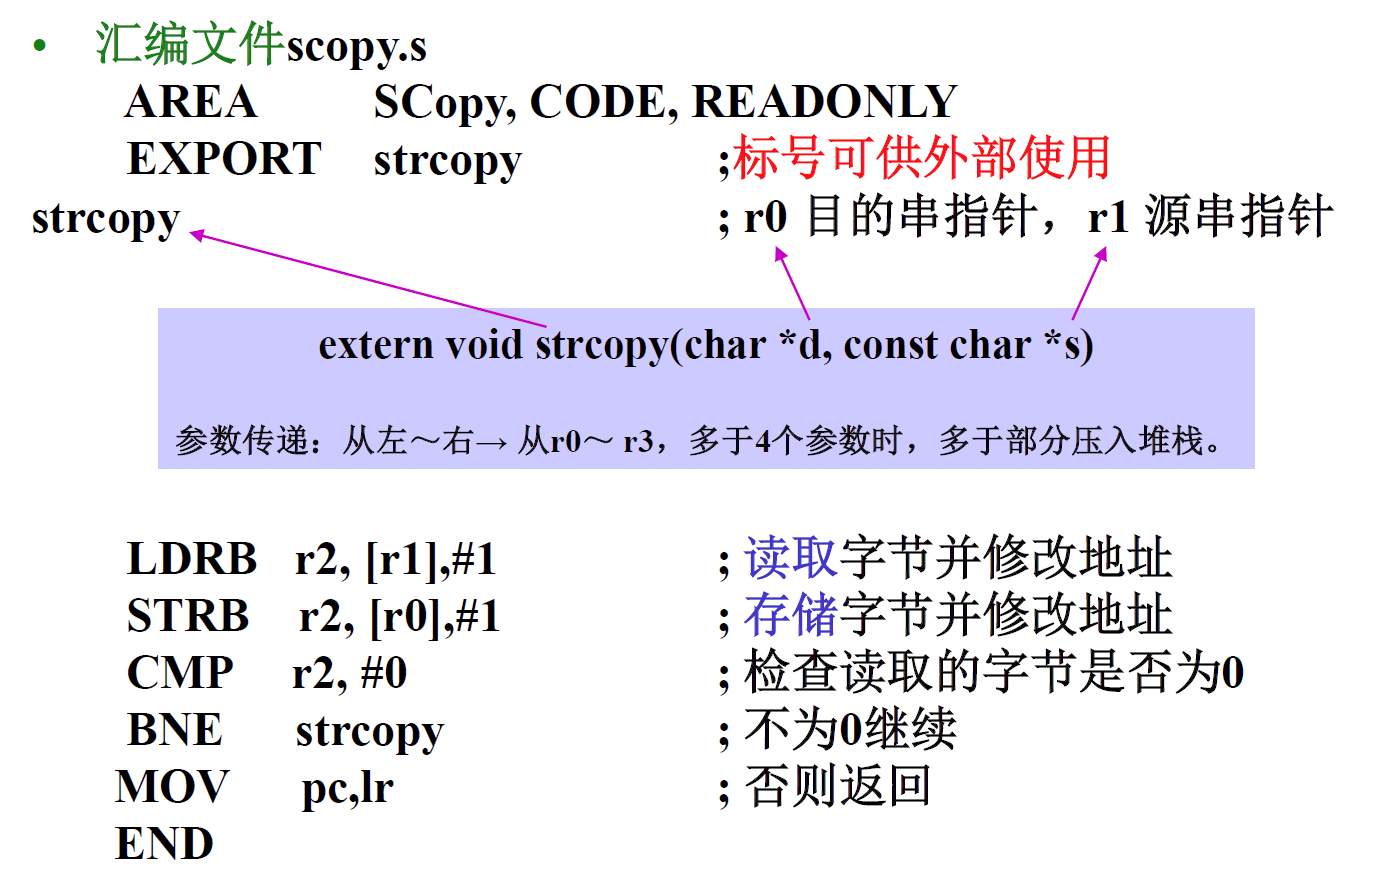 • 汇编文件scopy.s
AREA SCopy, CODE, READONLY
EXPORT strcopy ;标号可供外部使用
strcopy ; r0 目的串指针，r1 源串指针
extern void strcopy(char *d, const char *s)
参数传递：从左～右→ 从r0～ r3，多于4个参数时，多于部分压入堆栈。
LDRB r2, [r1],#1 ; 读取字节并修改地址
STRB r2, [r0],#1 ; 存储字节并修改地址
CMP r2, #0 ; 检查读取的字节是否为0
BNE strcopy ; 不为0继续
MOV pc,lr ; 否则返回
END